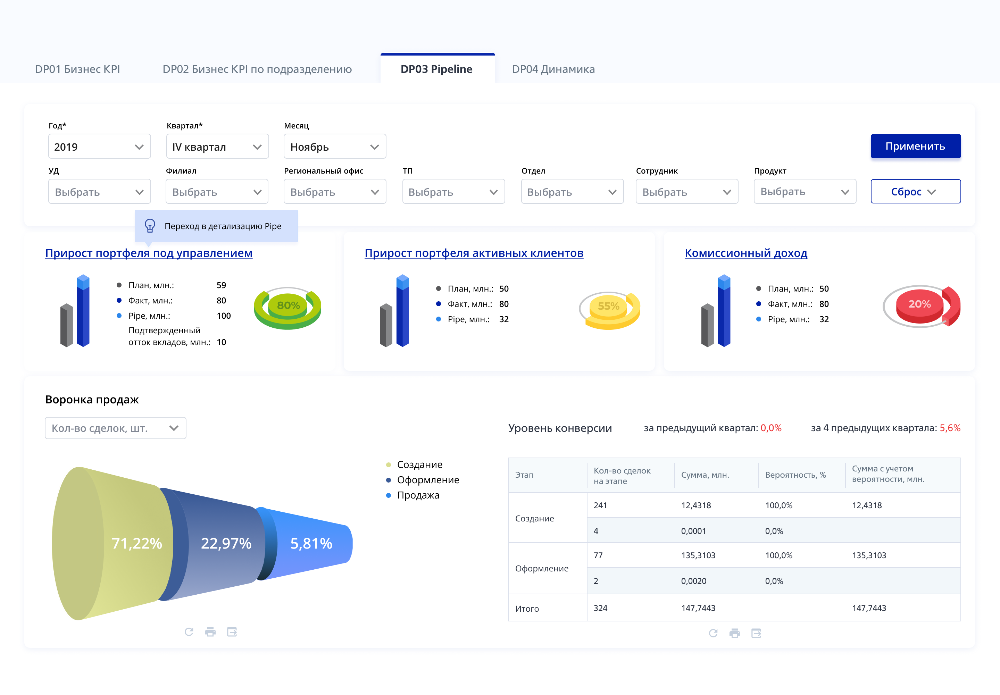 DP01 Бизнес KPI
DP02 Бизнес KPI по подразделению
DP03 Pipeline
DP04 Динамика
Год*
Квартал*
Месяц
2019
IV квартал
Ноябрь
Применить
УД
Филиал
Региональный офис
ТП
Отдел
Сотрудник
Продукт
Выбрать
Выбрать
Выбрать
Выбрать
Выбрать
Выбрать
Выбрать
Сброс
Переход в детализацию Pipe
Прирост портфеля под управлением
План, млн.: 59
Факт, млн.: 80
Pipe, млн.: 100
Подтвержденный
отток вкладов, млн.: 10
80%
Прирост портфеля активных клиентов
План, млн.: 50
Факт, млн.: 80
Pipe, млн.: 32
55%
Комиссионный доход
План, млн.: 50
Факт, млн.: 80
Pipe, млн.: 32
20%
Воронка продаж
Кол-во сделок, шт.
Создание
Оформление
Продажа
71,22%
22,97%
5,81%
Уровень конверсии
за предыдущий квартал: 0,0%
за 4 предыдущих квартала: 5,6%
Этап
Кол-во сделок
на этапе
Сумма, млн.
Вероятность, %
Сумма с учетом
вероятности, млн.
Создание
241 12,4318 100,0% 12,4318
4 0,0001 0,0%
Оформление
77 135,3103 100,0% 135,3103
2 0,0020 0,0%
Итого 324 147,7443 147,7443